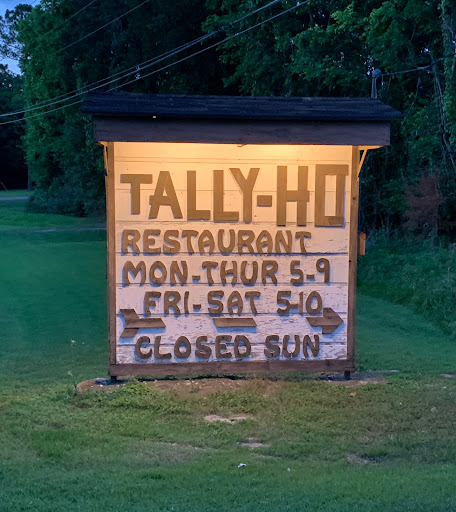 TALLY-HO
RESTAURANT
MON-THUR 5-9
FRI-SAT 5-10
CLOSED SUN